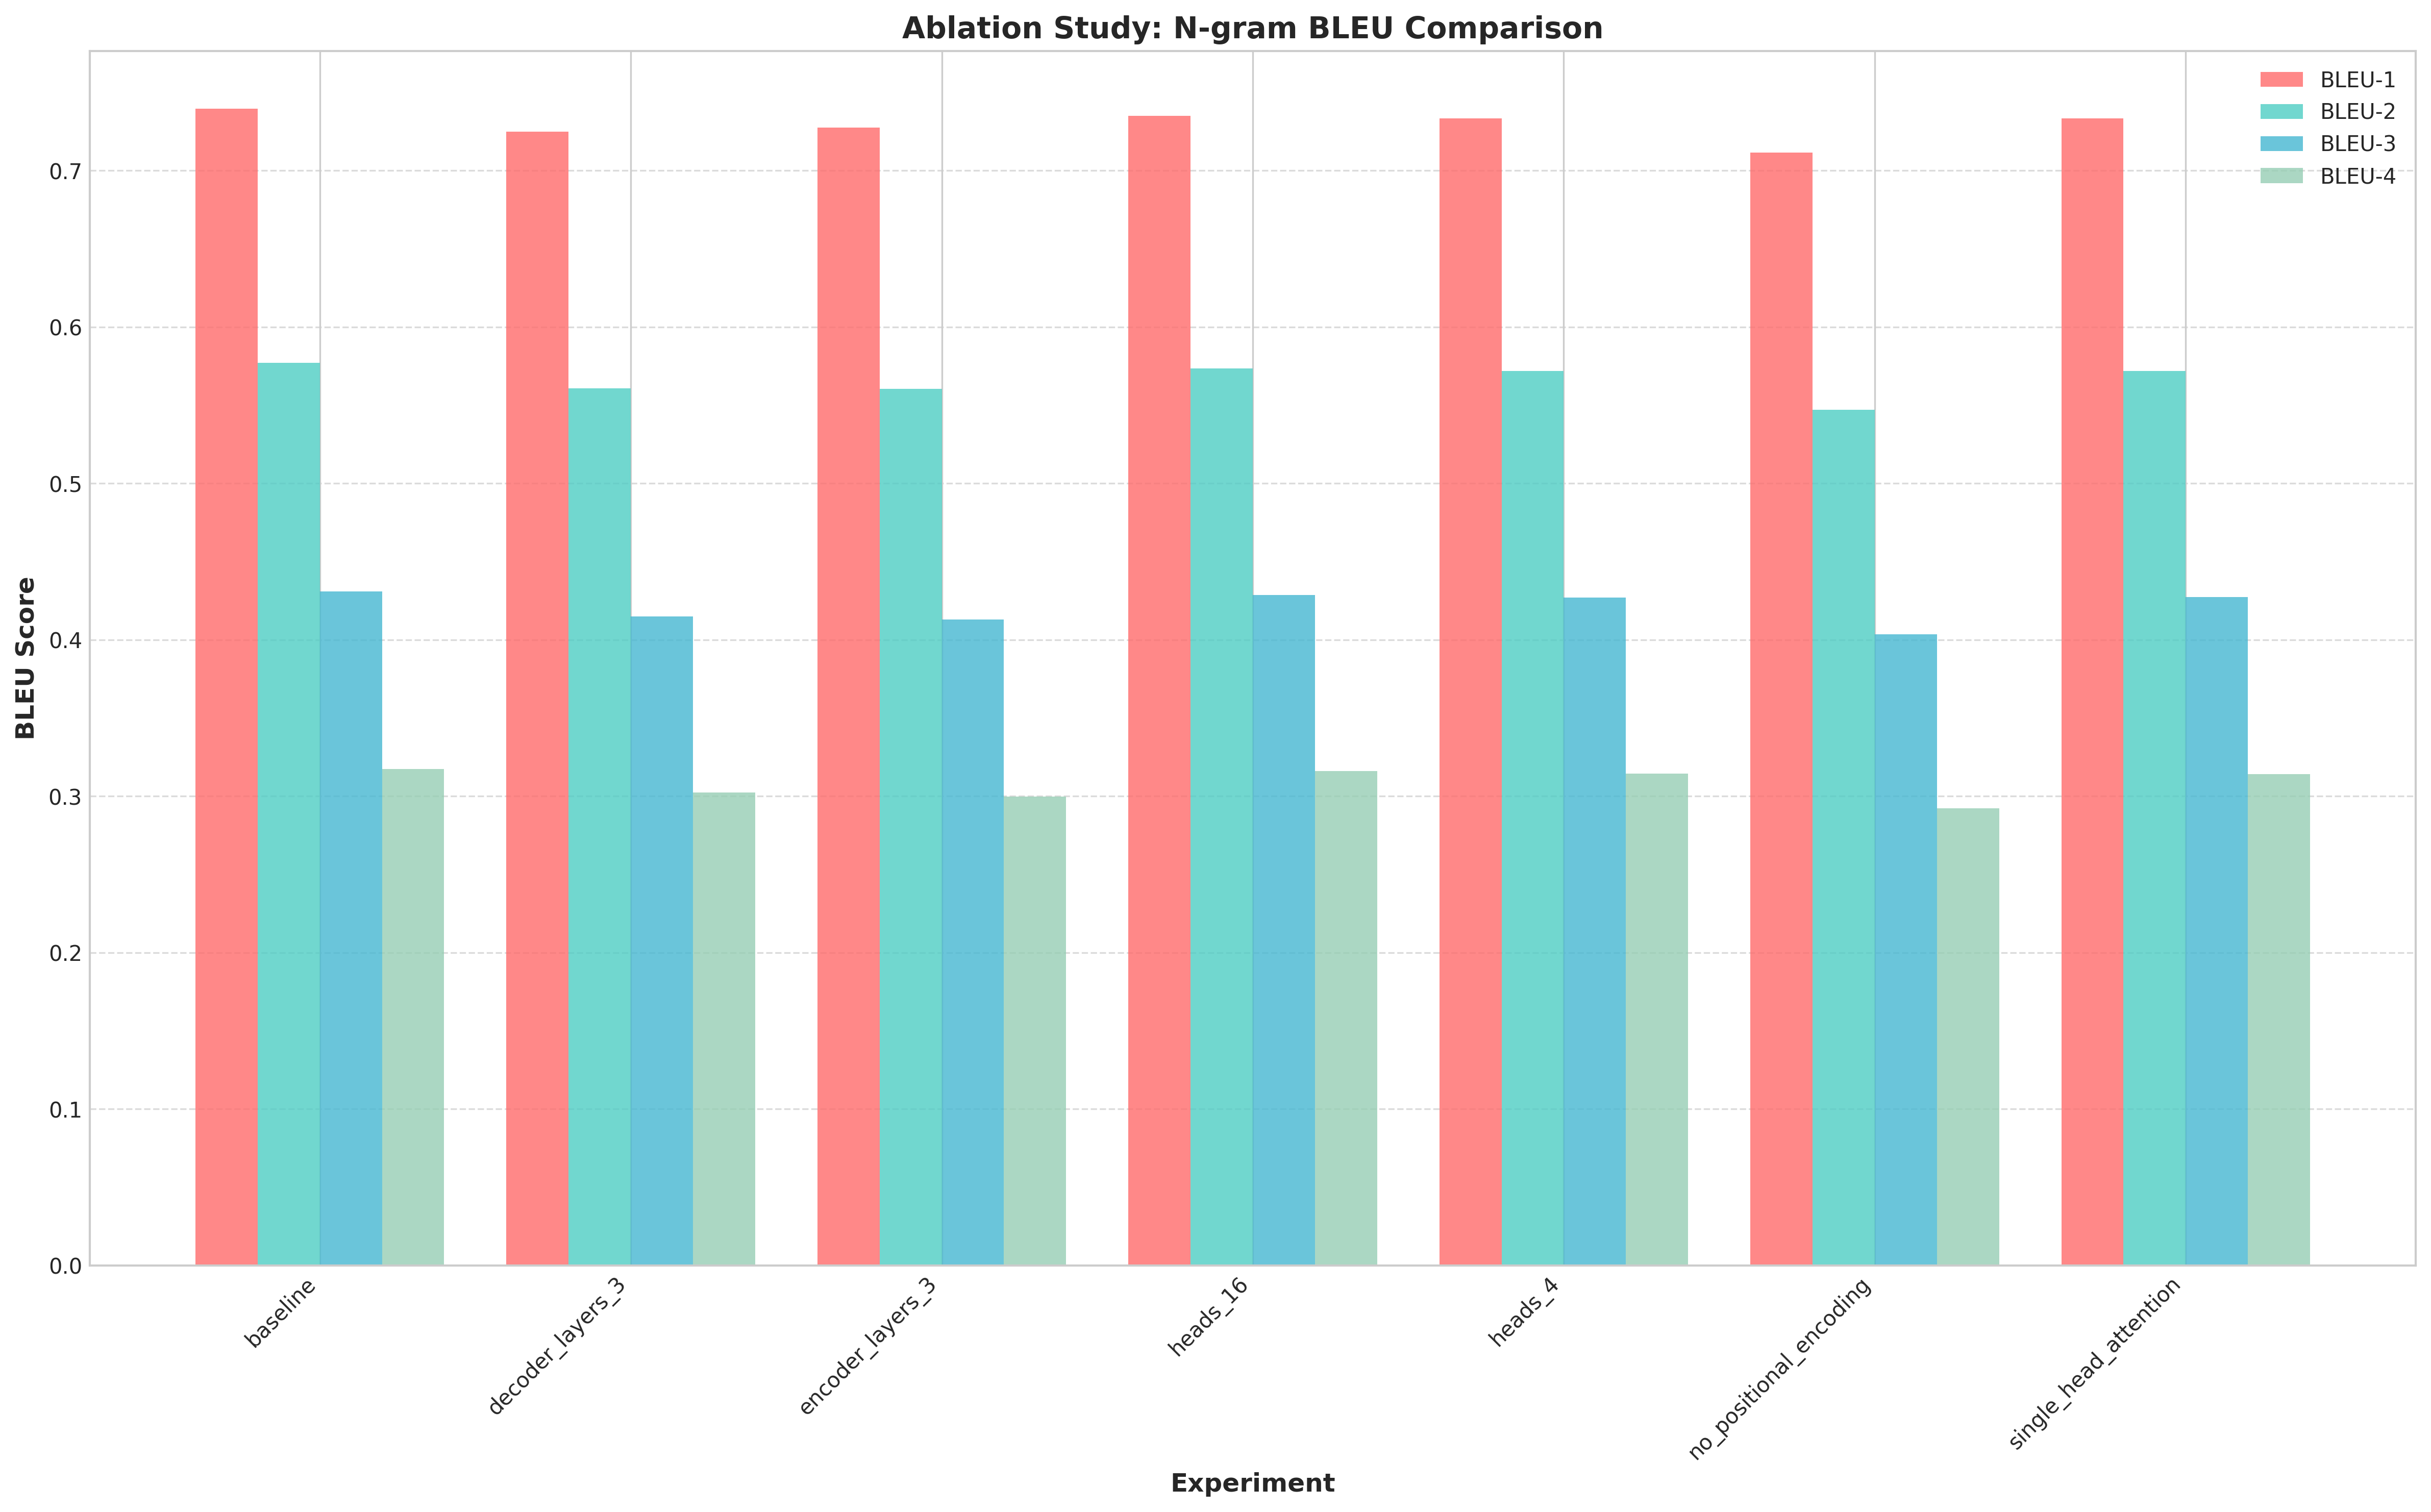 Ablation Study: N-gram BLEU Comparison
BLEU-1
BLEU-2
BLEU-3
BLEU-4
BLEU Score
0.7
0.6
0.5
0.4
0.3
0.2
0.1
0.0
baseline
decoder_layers_3
encoder_layers_3
heads_16
heads_4
no_positional_encoding
single_head_attention
Experiment